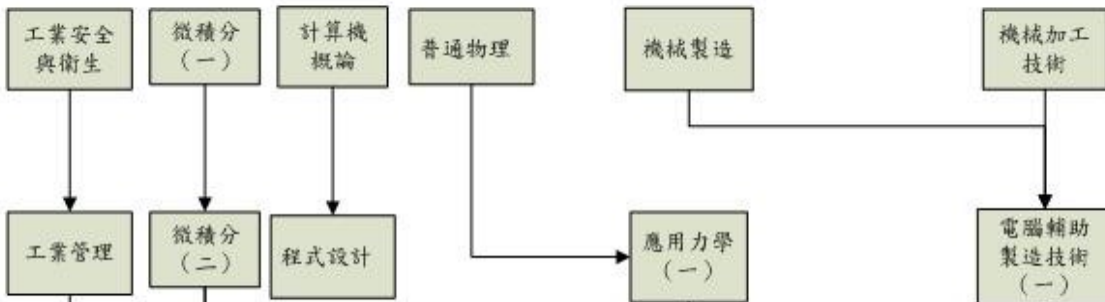 工業安全
與衛生
微積分
(一)
計算機
概論
普通物理
機械製造
機械加工
技術
工業管理
微積分
(二)
程式設計
應用力學
(一)
電腦輔助
製造技術
(一)